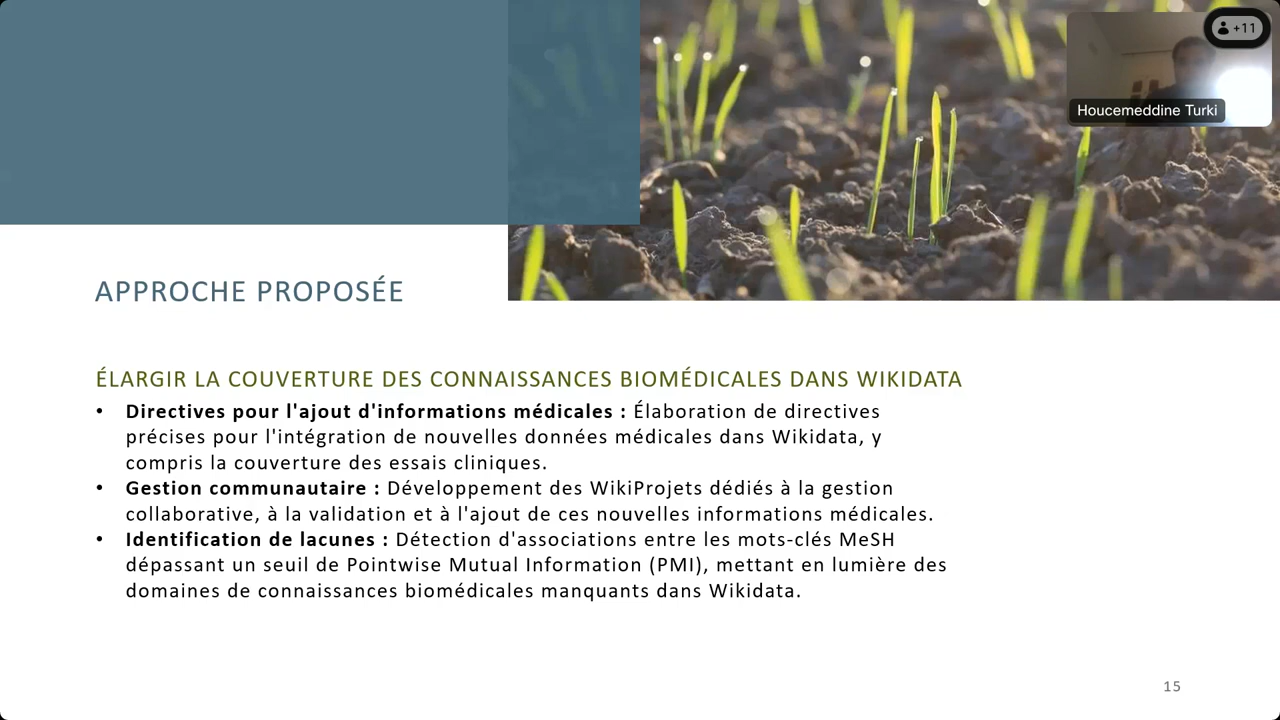 +11
Houcemeddine Turki
APPROCHE PROPOSÉE
ÉLARGIR LA COUVERTURE DES CONNAISSANCES BIOMÉDICALES DANS WIKIDATA
• Directives pour l'ajout d'informations médicales : Élaboration de directives
précises pour l'intégration de nouvelles données médicales dans Wikidata, y
compris la couverture des essais cliniques.
• Gestion communautaire : Développement des WikiProjets dédiés à la gestion
collaborative, à la validation et à l'ajout de ces nouvelles informations médicales.
• Identification de lacunes : Détection d'associations entre les mots-clés MeSH
dépassant un seuil de Pointwise Mutual Information (PMI), mettant en lumière des
domaines de connaissances biomédicales manquants dans Wikidata.
15